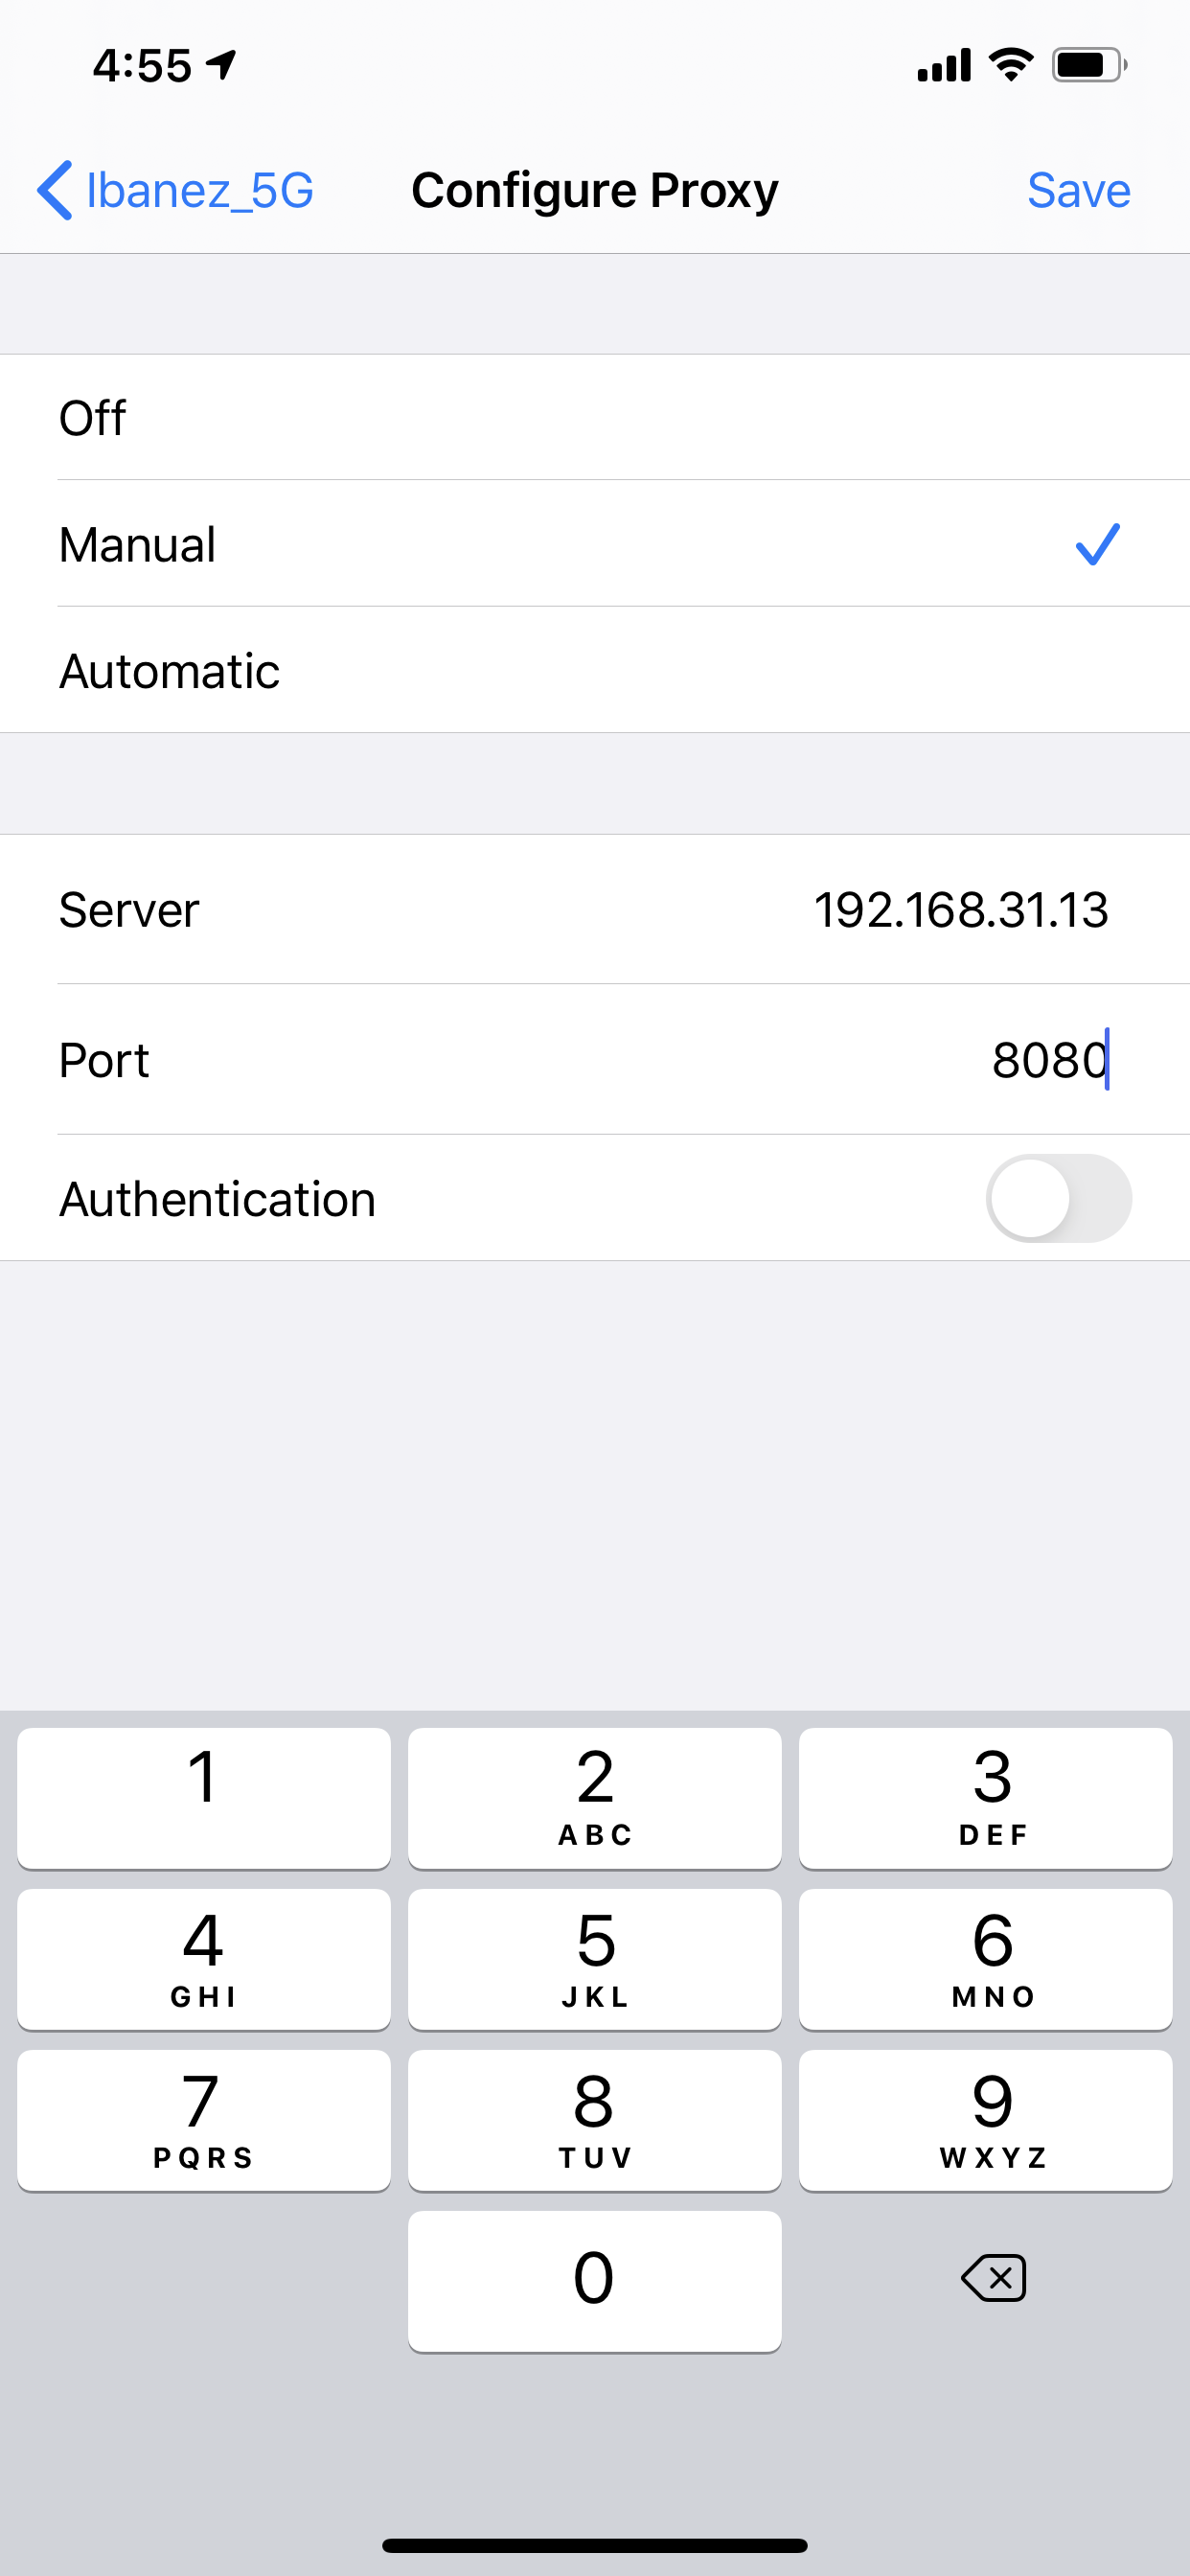 4:55
Ibanez_5G Configure Proxy Save
Off
Manual
Automatic
Server 192.168.31.13
Port 8080
Authentication
1 2 3
ABC DEF
4 5 6
GHI JKL MNO
7 8 9
PQRS TUV WXYZ
0